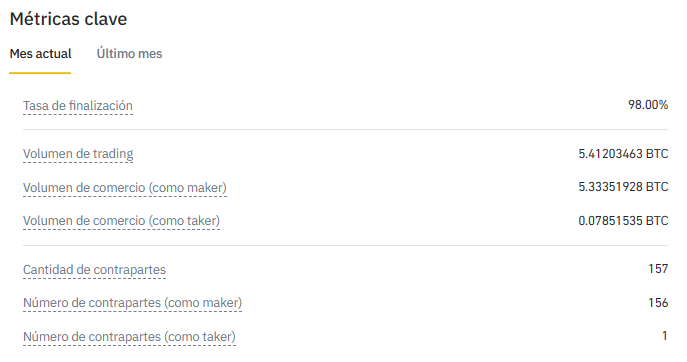 Métricas clave
Mes actual Último mes
Tasa de finalización 98.00%
Volumen de trading 5.41203463 BTC
Volumen de comercio (como maker) 5.33351928 BTC
Volumen de comercio (como taker) 0.07851535 BTC
Cantidad de contrapartes 157
Número de contrapartes (como maker) 156
Número de contrapartes (como taker) 1